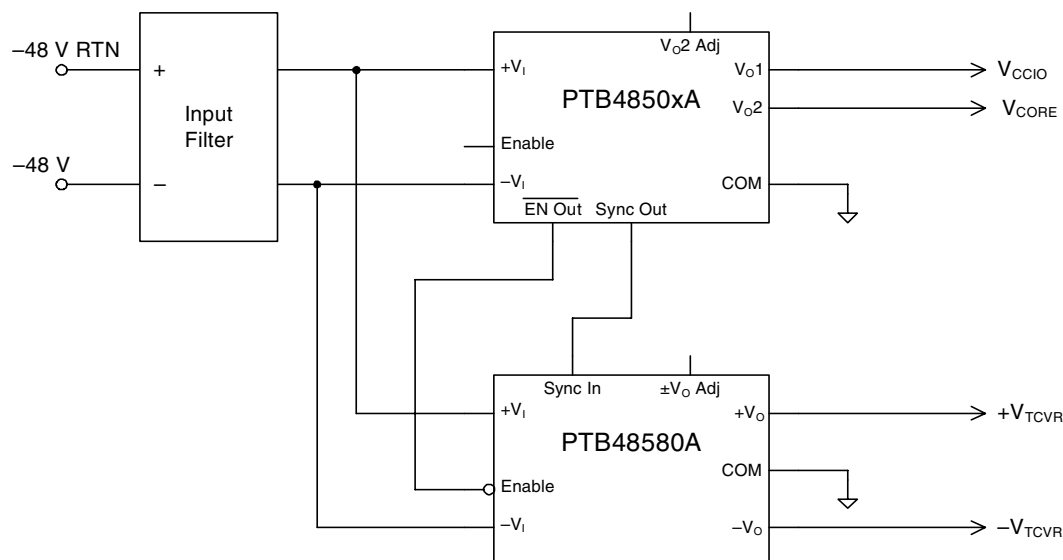 −48 V RTN
+
Input
Filter
−48 V
−
V_O2 Adj
+V_I
V_O1
V_CCIO
PTB4850xA
V_O2
V_CORE
Enable
−V_I
COM
EN Out
Sync Out
Sync In
±V_O Adj
+V_I
+V_O
+V_TCVR
PTB48580A
COM
Enable
−V_I
−V_O
−V_TCVR